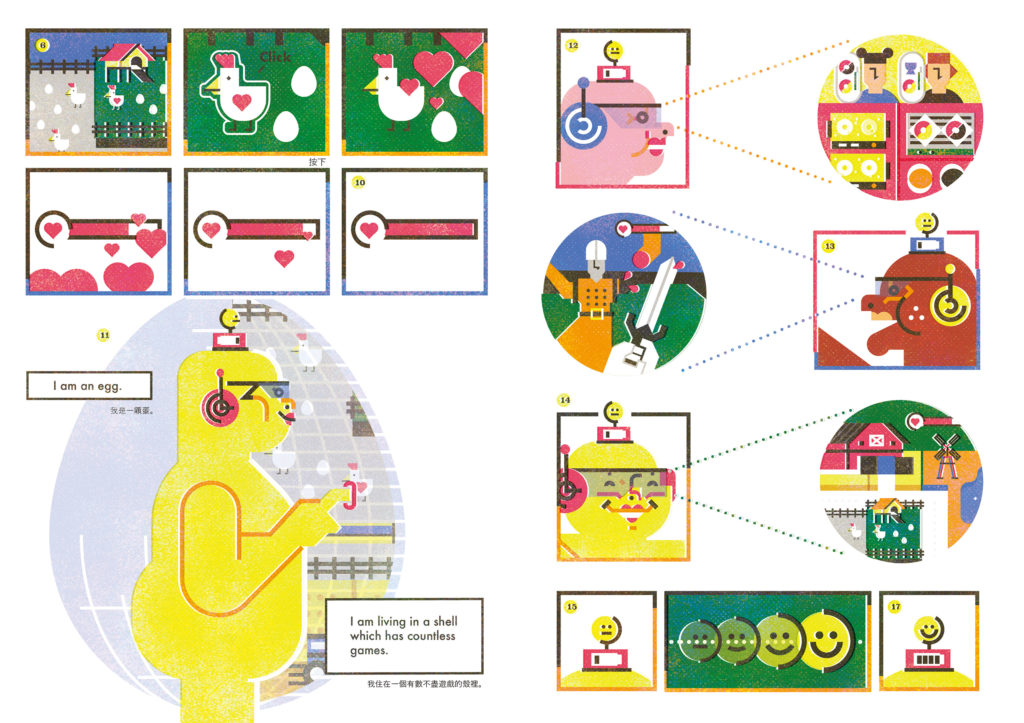 6
Click
按下
10
11
I am an egg.
我是一顆蛋。
I am living in a shell
which has countless
games.
我住在一個有數不盡遊戲的殼裡。
12
13
14
15
17